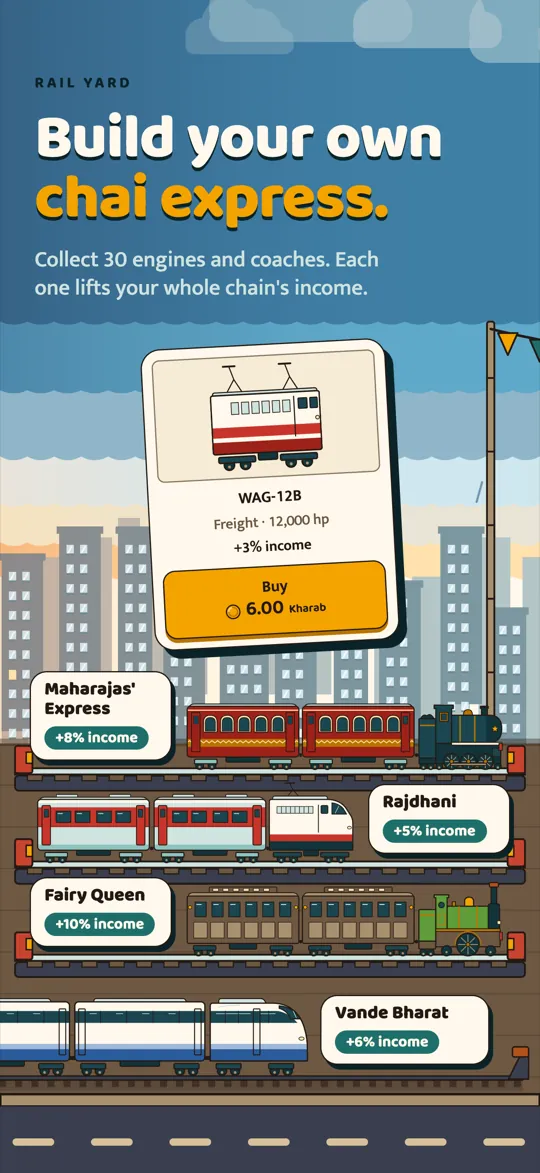 RAIL YARD
Build your own
chai express.
Collect 30 engines and coaches. Each
one lifts your whole chain's income.
WAG-12B
Freight · 12,000 hp
+3% income
Buy
6.00 Kharab
Maharajas'
Express
+8% income
Rajdhani
+5% income
Fairy Queen
+10% income
Vande Bharat
+6% income